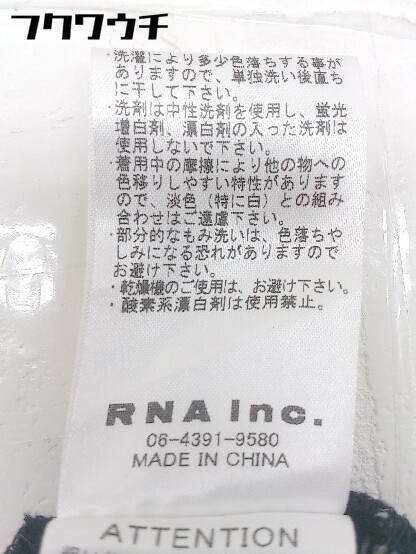 フクワウチ
・洗濯により多少色落ちする事が
ありますので、単独洗い後直ち
に干して下さい。
・洗剤は中性洗剤を使用し、蛍光
増白剤、漂白剤の入った洗剤は
使用しないで下さい。
・着用中の摩擦により他の物への
色移りしやすい特性があります
ので、淡色（特に白）との組み
合わせはご遠慮下さい。
・部分的なもみ洗いは、色落ちや
しみになる恐れがありますので
お避け下さい。
・乾燥機のご使用は、お避け下さい。
・酸素系漂白剤は使用禁止。
RNA Inc.
06-4391-9580
MADE IN CHINA
ATTENTION